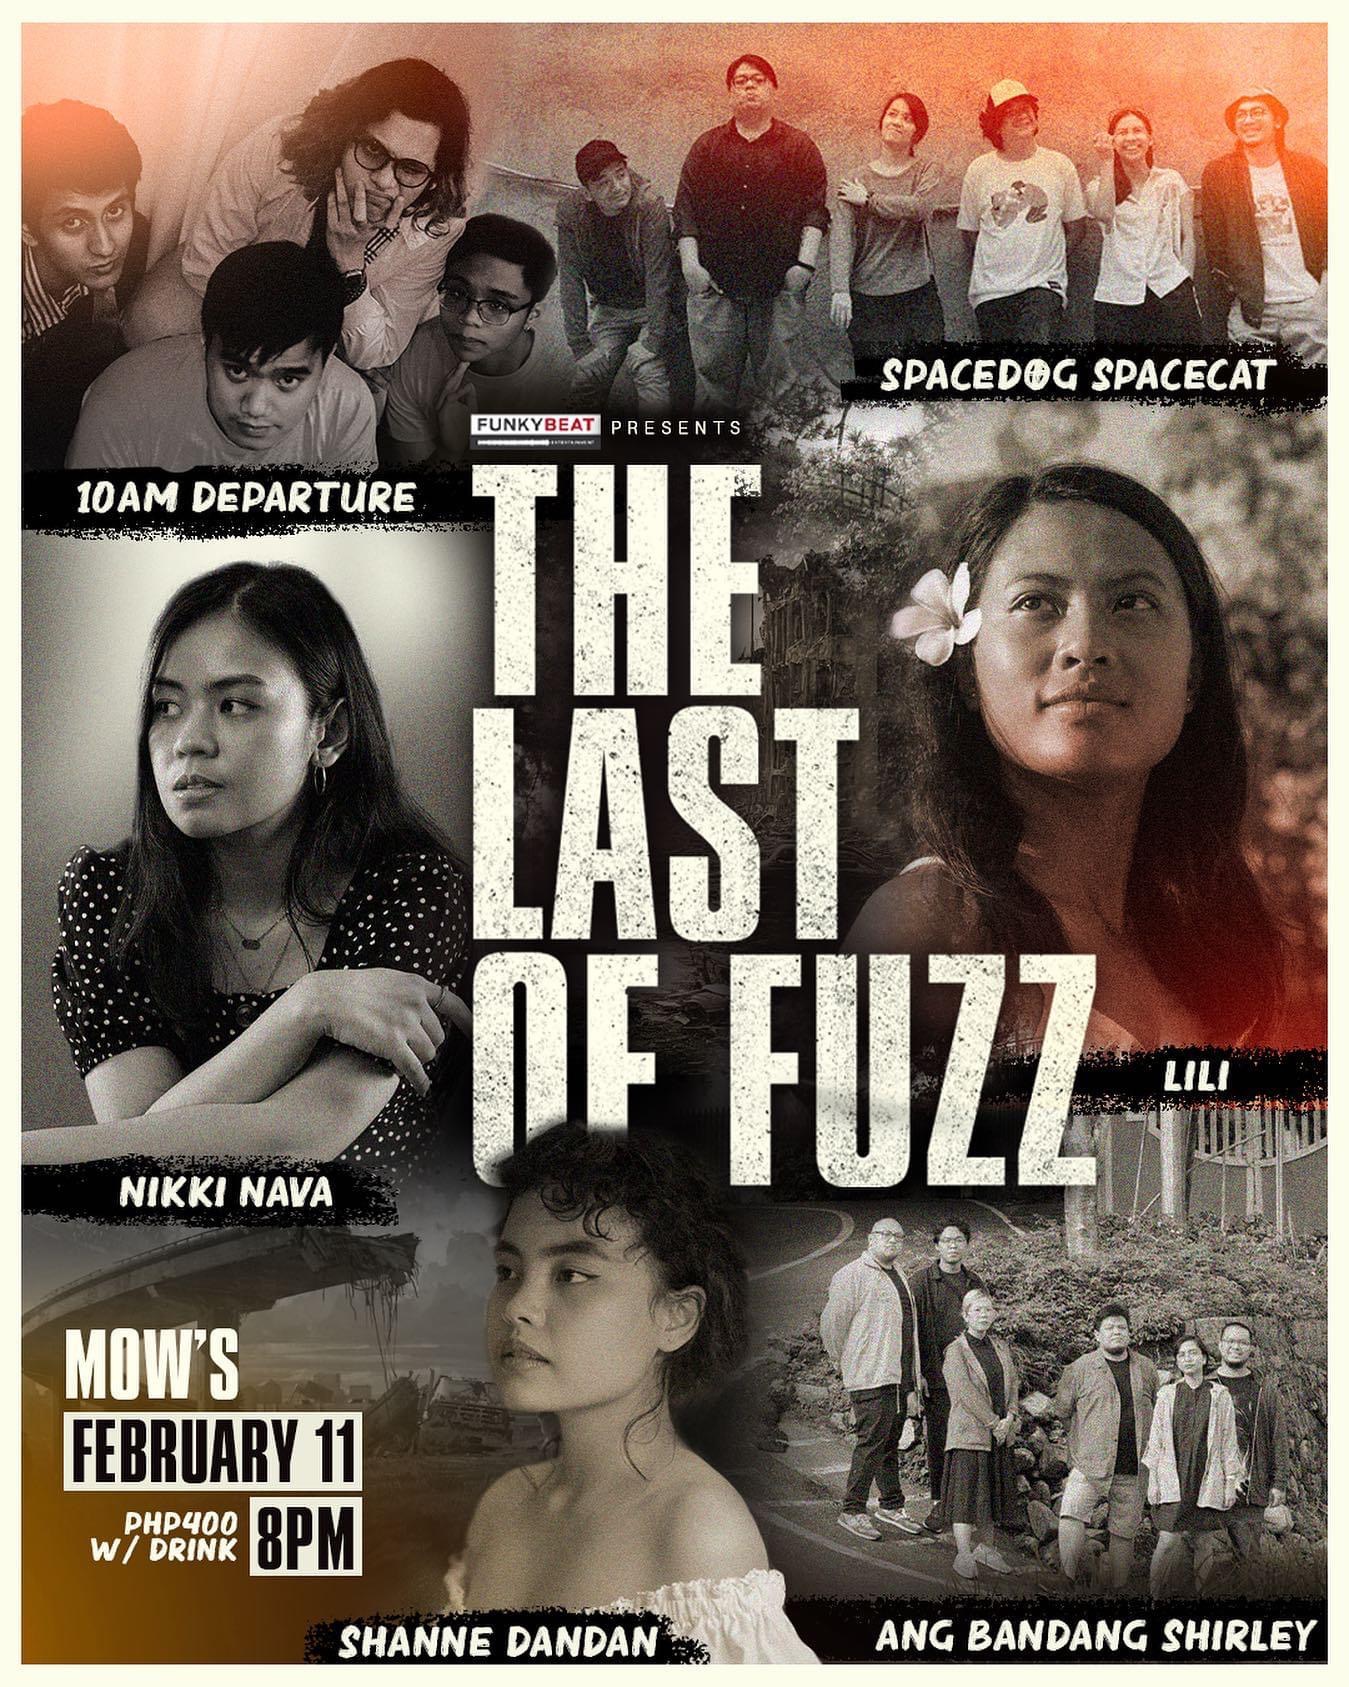 SPACEDOG SPACECAT
FUNKYBEAT PRESENTS
ENTERTAINMENT
10AM DEPARTURE
THE
LAST
OF FUZZ
LILI
NIKKI NAVA
MOW'S
FEBRUARY 11
PHP400
W/ DRINK
8PM
SHANNE DANDAN
ANG BANDANG SHIRLEY